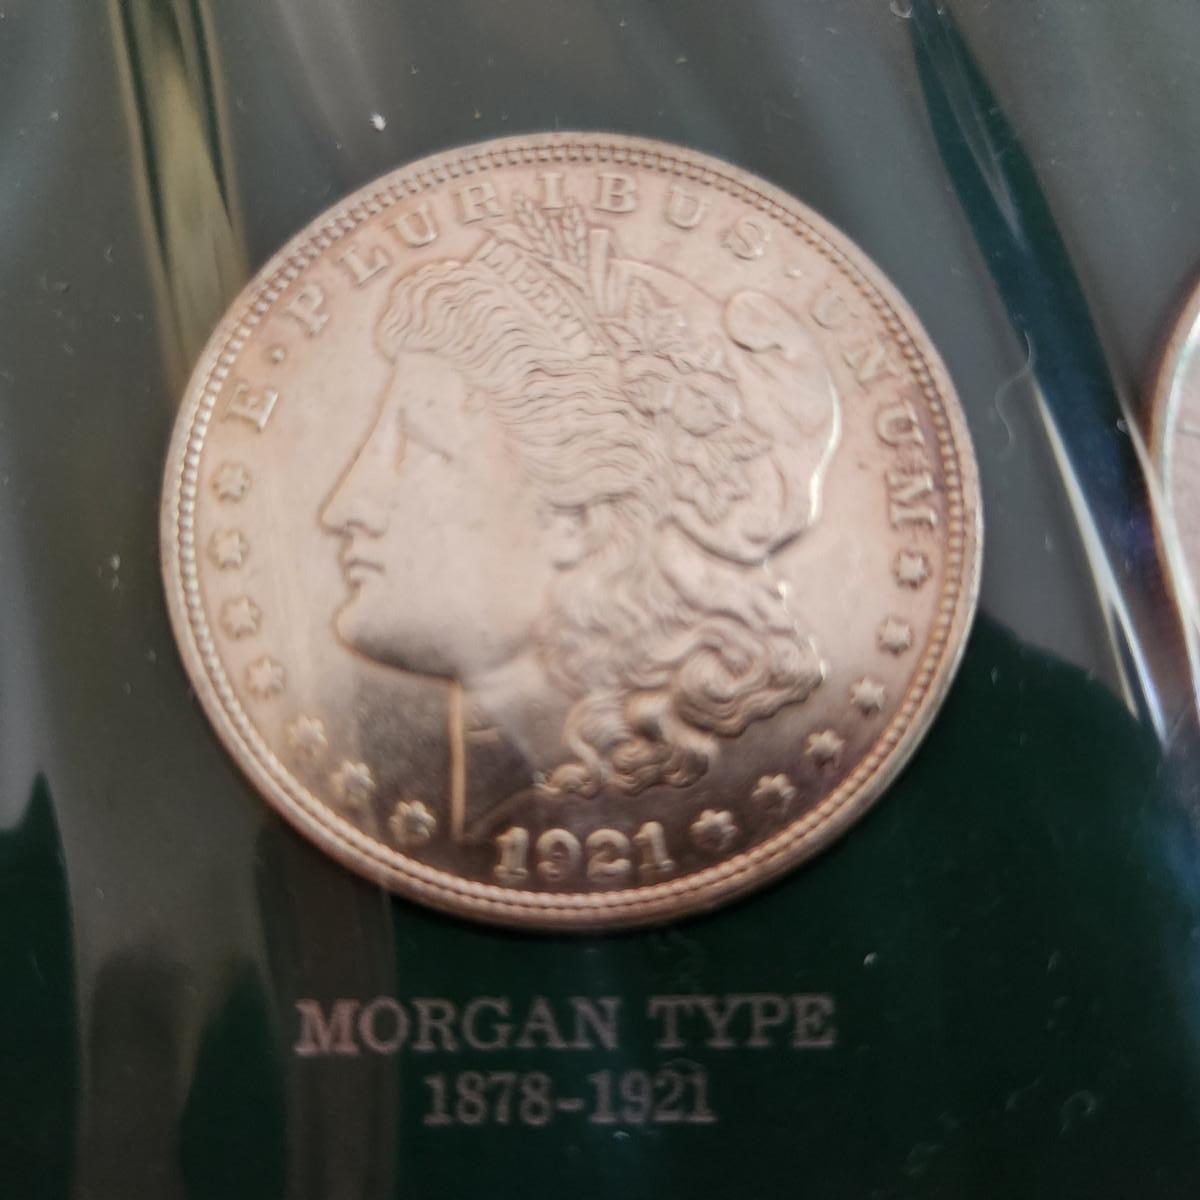 E · PLURIBUS · UNUM
LIBERTY
1921
MORGAN TYPE
1878-1921